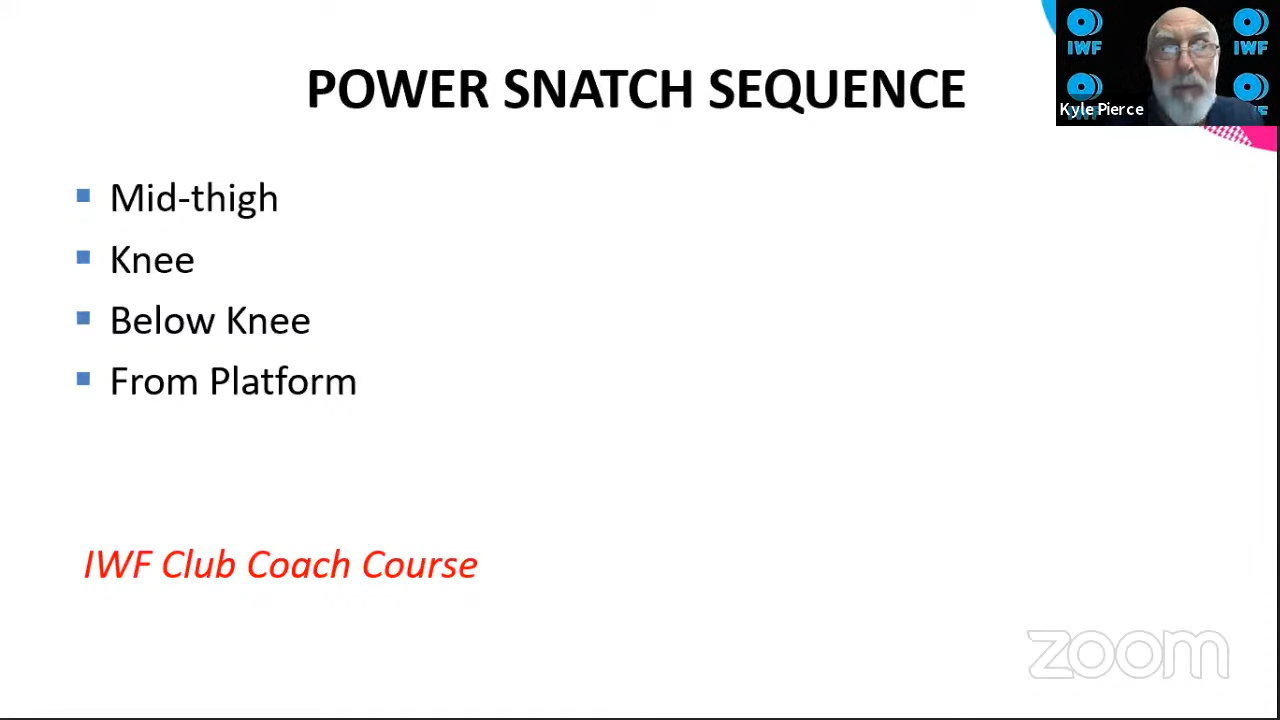 POWER SNATCH SEQUENCE
IWF
IWF
Kyle Pierce
Mid-thigh
Knee
Below Knee
From Platform
IWF Club Coach Course
zoom